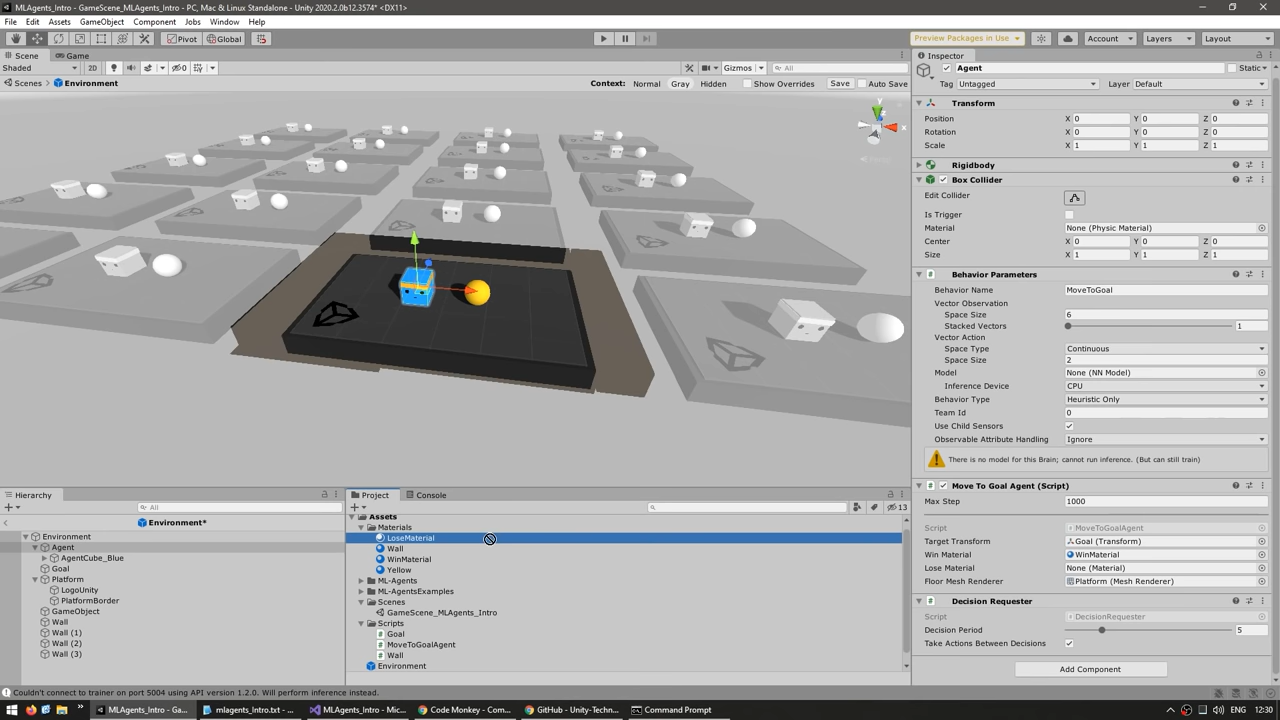 MLAgents_Intro - GameScene_MLAgents_Intro - PC, Mac & Linux Standalone - Unity 2020.2.0b12.3574* <DX11>
File Edit Assets GameObject Component Jobs Window Help
Pivot Global Preview Packages in Use Account Layers Layout
Scene Game
Shaded 2D 0 Gizmos All
Scenes Environment Context: Normal Gray Hidden Show Overrides Save Auto Save
y
x
Inspector
Agent Static
Tag Untagged Layer Default
Transform
Position X 0 Y 0 Z 0
Rotation X 0 Y 0 Z 0
Scale X 1 Y 1 Z 1
Rigidbody
Box Collider
Edit Collider
Is Trigger
Material None (Physic Material)
Center X 0 Y 0 Z 0
Size X 1 Y 1 Z 1
Behavior Parameters
Behavior Name MoveToGoal
Vector Observation
Space Size 6
Stacked Vectors 1
Vector Action
Space Type Continuous
Space Size 2
Model None (NN Model)
Inference Device CPU
Behavior Type Heuristic Only
Team Id 0
Use Child Sensors
Observable Attribute Handling Ignore
There is no model for this Brain; cannot run inference. (But can still train)
Move To Goal Agent (Script)
Max Step 1000
Script MoveToGoalAgent
Target Transform Goal (Transform)
Win Material WinMaterial
Lose Material None (Material)
Floor Mesh Renderer Platform (Mesh Renderer)
Decision Requester
Script DecisionRequester
Decision Period 5
Take Actions Between Decisions
Add Component
Hierarchy
All
Environment*
Environment
Agent
AgentCube_Blue
Goal
Platform
LogoUnity
PlatformBorder
GameObject
Wall
Wall (1)
Wall (2)
Wall (3)
Project Console
13
Assets
Materials
LoseMaterial
Wall
WinMaterial
Yellow
ML-Agents
ML-AgentsExamples
Scenes
GameScene_MLAgents_Intro
Scripts
Goal
MoveToGoalAgent
Wall
Environment
Couldn't connect to trainer on port 5004 using API version 1.2.0. Will perform inference instead.
MLAgents_Intro - Ga... mlagents_Intro.txt - ... MLAgents_Intro - Mic... Code Monkey - Com... GitHub - Unity-Techn... Command Prompt ENG 12:30